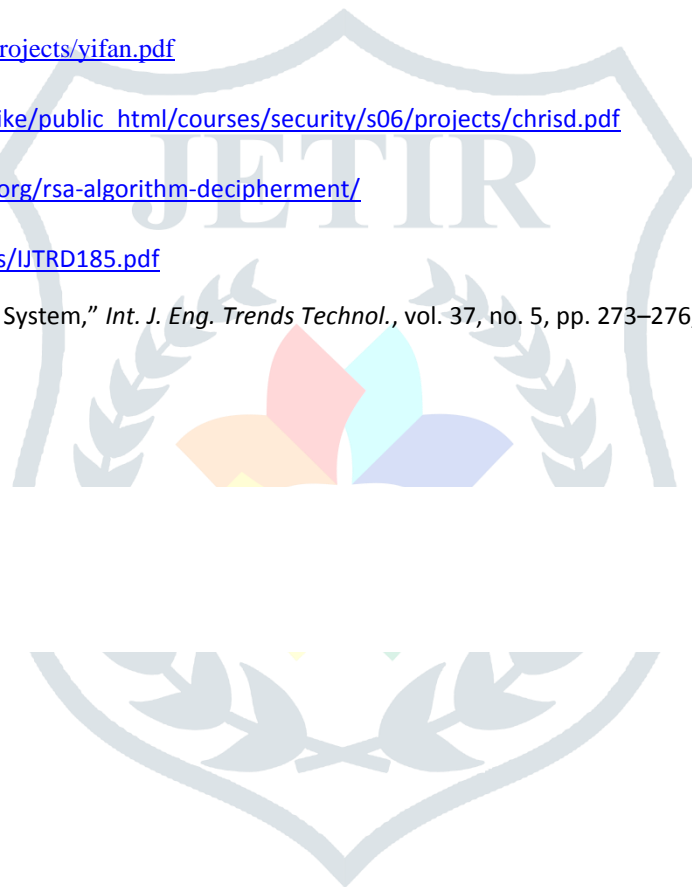 rojects/yifan.pdf
ike/public_html/courses/security/s06/projects/chrisd.pdf
JETIR
org/rsa-algorithm-decipherment/
s/IJTRD185.pdf
System,” Int. J. Eng. Trends Technol., vol. 37, no. 5, pp. 273–276,